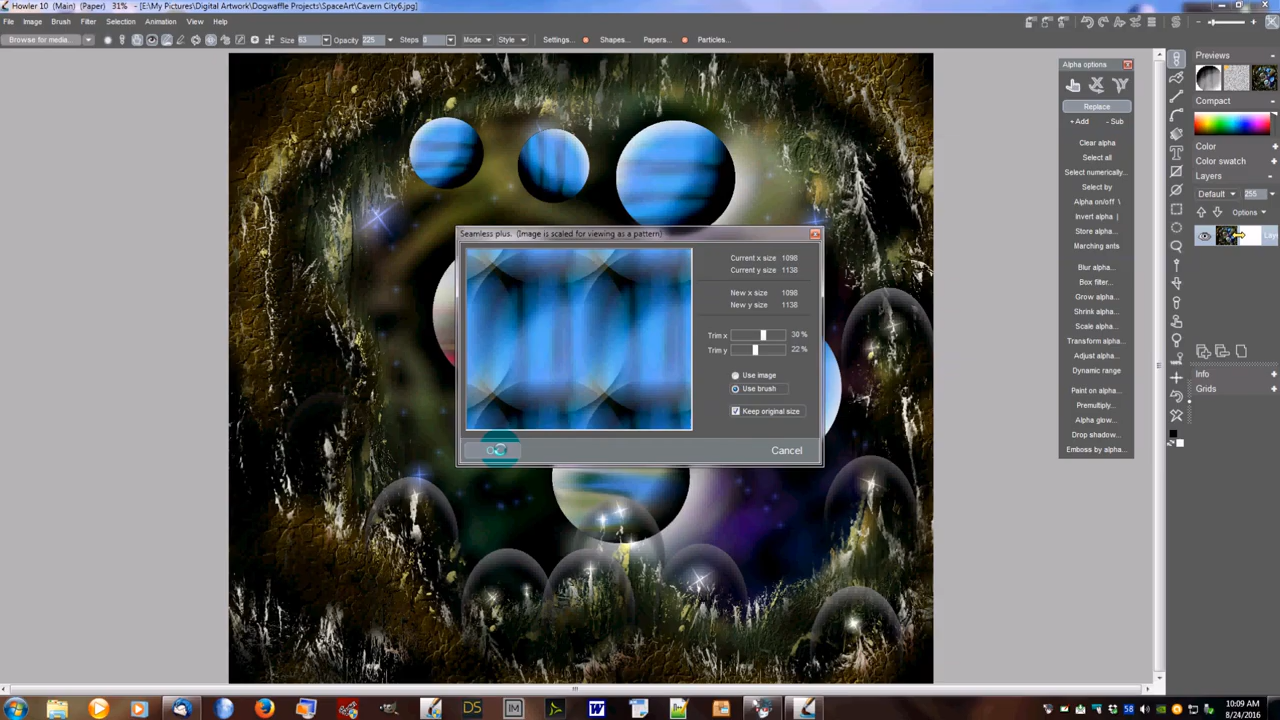 Howler 10 (Main) (Paper) 31% - [E:\My Pictures\Digital Artwork\Dogwaffle Projects\SpaceArt\Cavern City6.jpg]
File Image Brush Filter Selection Animation View Help
Browse for media... Size 63 Opacity 225 Steps 0 Mode Style Settings... Shapes... Papers... Particles...
Alpha options
Replace
+ Add - Sub
Clear alpha
Select all
Select numerically...
Select by
Alpha on/off \
Invert alpha |
Store alpha...
Marching ants
Blur alpha...
Box filter...
Grow alpha...
Shrink alpha...
Scale alpha...
Transform alpha...
Adjust alpha...
Dynamic range
Paint on alpha...
Premultiply...
Alpha glow...
Drop shadow...
Emboss by alpha...
Previews
Compact
Color
Color swatch
Layers
Default 255
Options
Info
Grids
Seamless plus. (Image is scaled for viewing as a pattern)
Current x size 1098
Current y size 1138
New x size 1098
New y size 1138
Trim x 30 %
Trim y 22 %
Use image
Use brush
Keep original size
Cancel
DS IM W 58
10:09 AM
8/24/2016